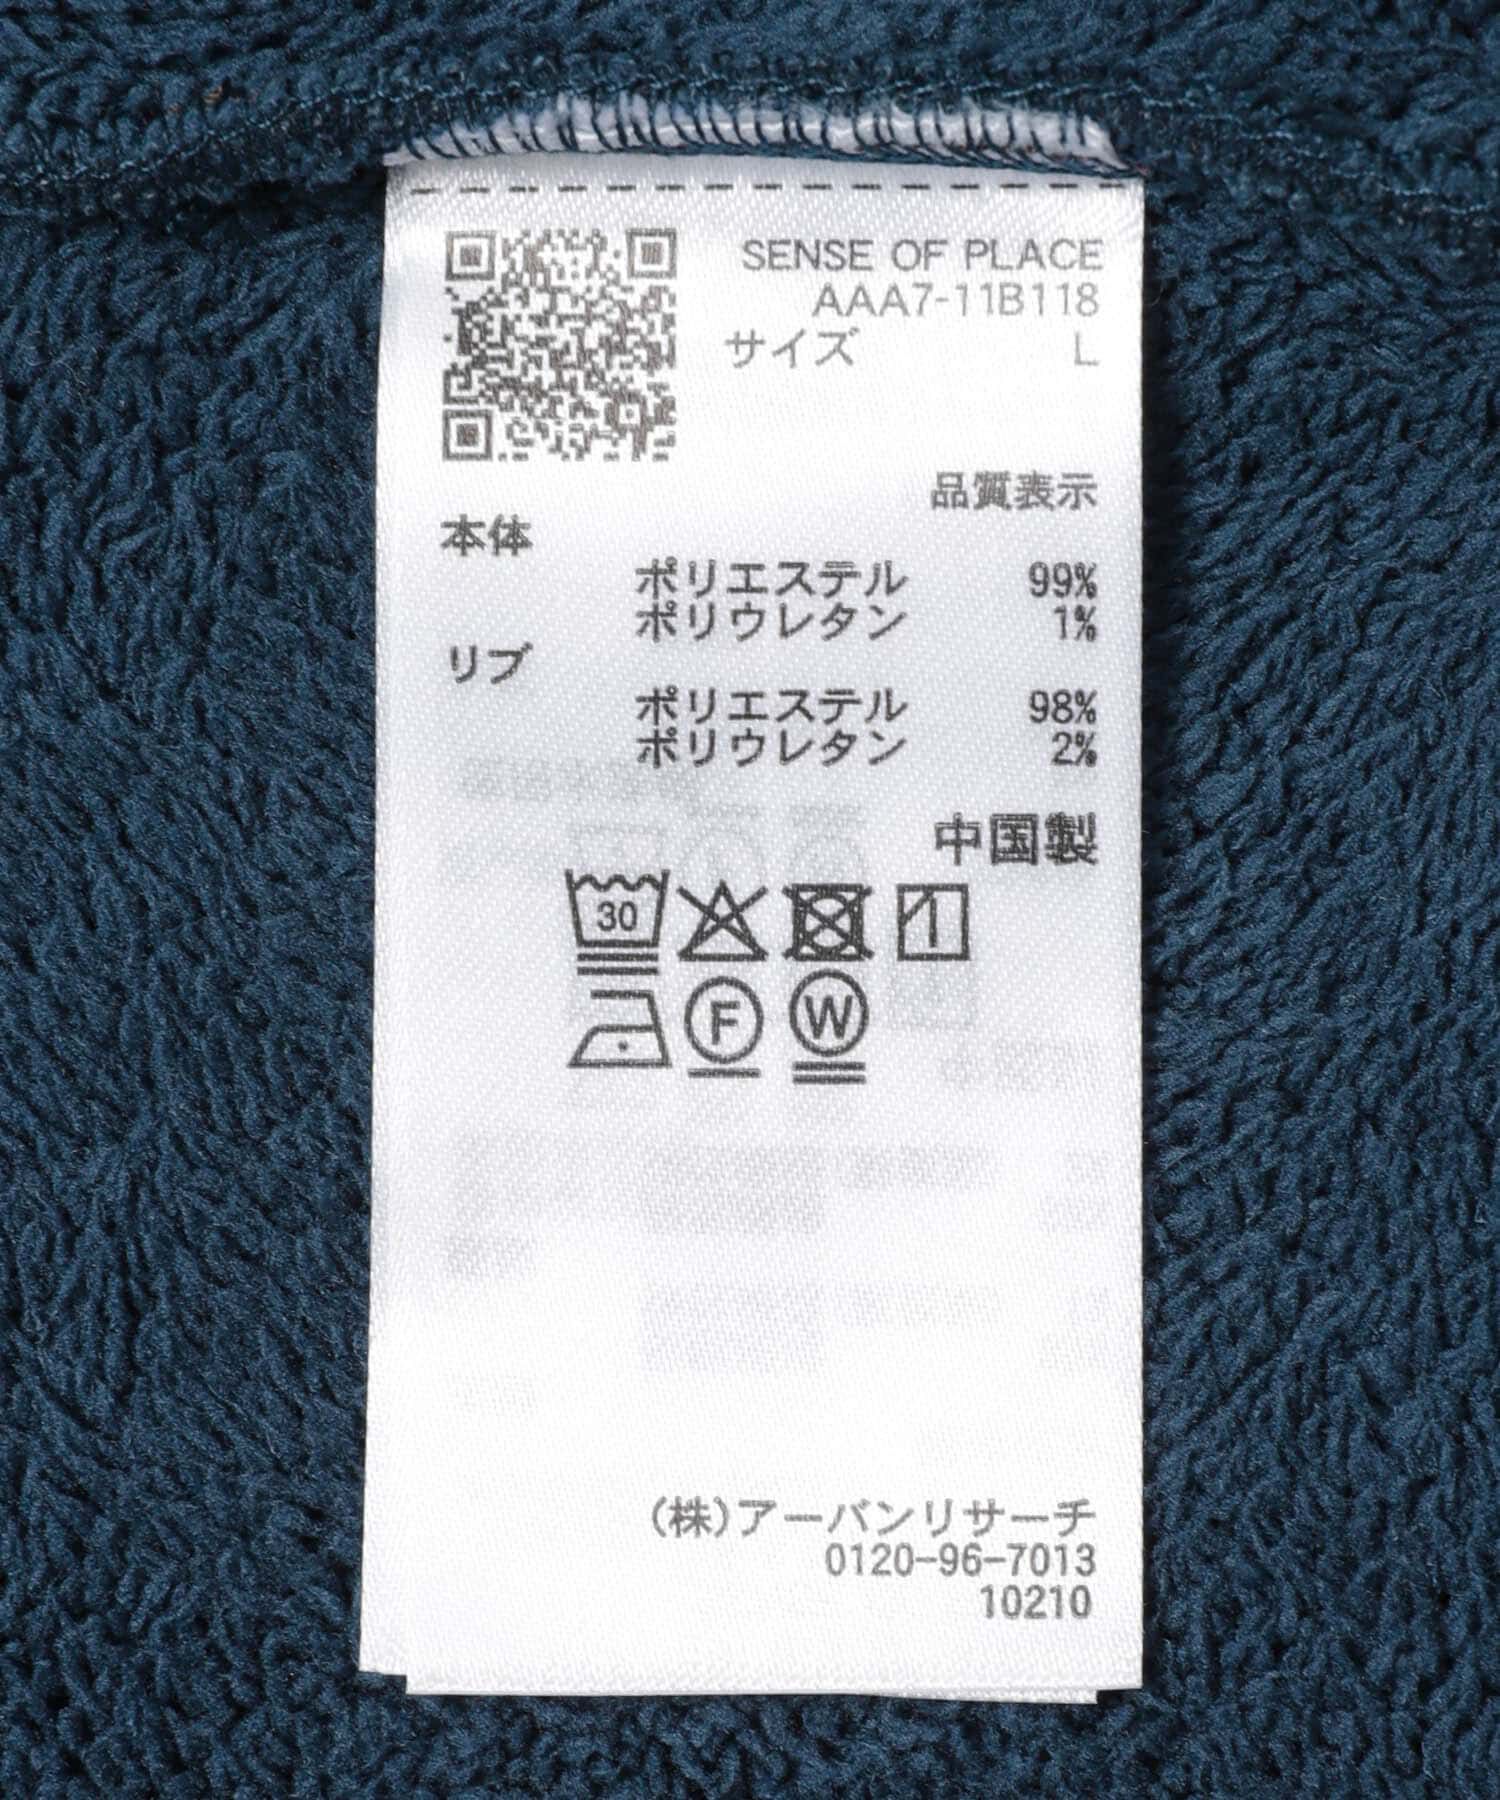 SENSE OF PLACE
AAA7-11B118
サイズ L
品質表示
本体
ポリエステル 99%
ポリウレタン 1%
リブ
ポリエステル 98%
ポリウレタン 2%
中国製
30
F W
(株)アーバンリサーチ
0120-96-7013
10210